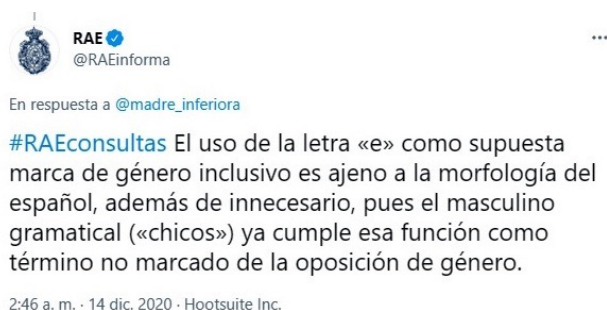 RAE
@RAEinforma
En respuesta a @madre_inferiora
#RAEconsultas El uso de la letra «e» como supuesta
marca de género inclusivo es ajeno a la morfología del
español, además de innecesario, pues el masculino
gramatical («chicos») ya cumple esa función como
término no marcado de la oposición de género.
2:46 a. m. · 14 dic. 2020 · Hootsuite Inc.